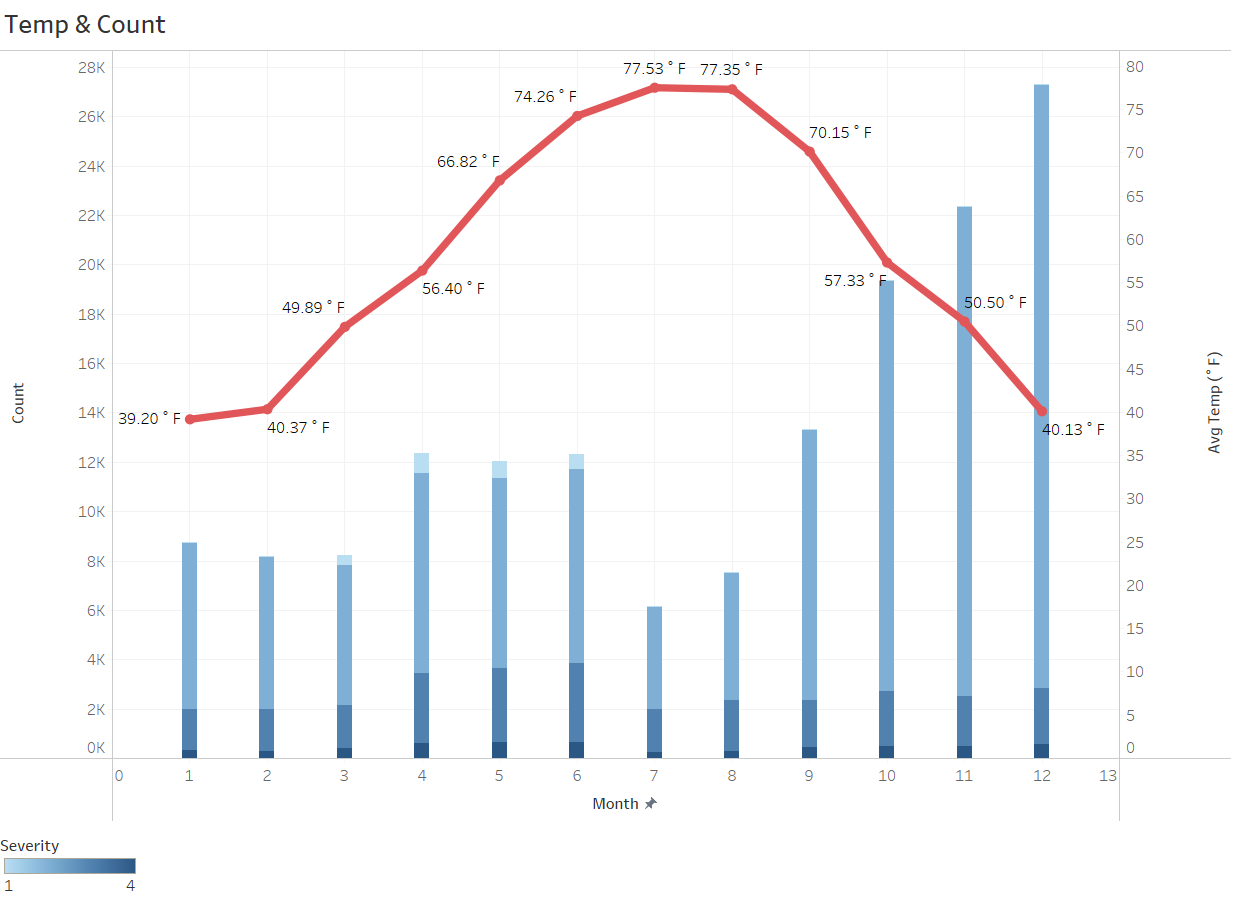 Temp & Count
28K
26K
24K
22K
20K
18K
16K
14K
12K
10K
8K
6K
4K
2K
0K
Count
77.53 ° F 77.35 ° F
74.26 ° F
70.15 ° F
66.82 ° F
56.40 ° F
57.33 ° F
49.89 ° F
50.50 ° F
39.20 ° F
40.37 ° F
40.13 ° F
80
75
70
65
60
55
50
45
40
35
30
25
20
15
10
5
0
Avg Temp (° F)
0 1 2 3 4 5 6 7 8 9 10 11 12 13
Month
Severity
1 4